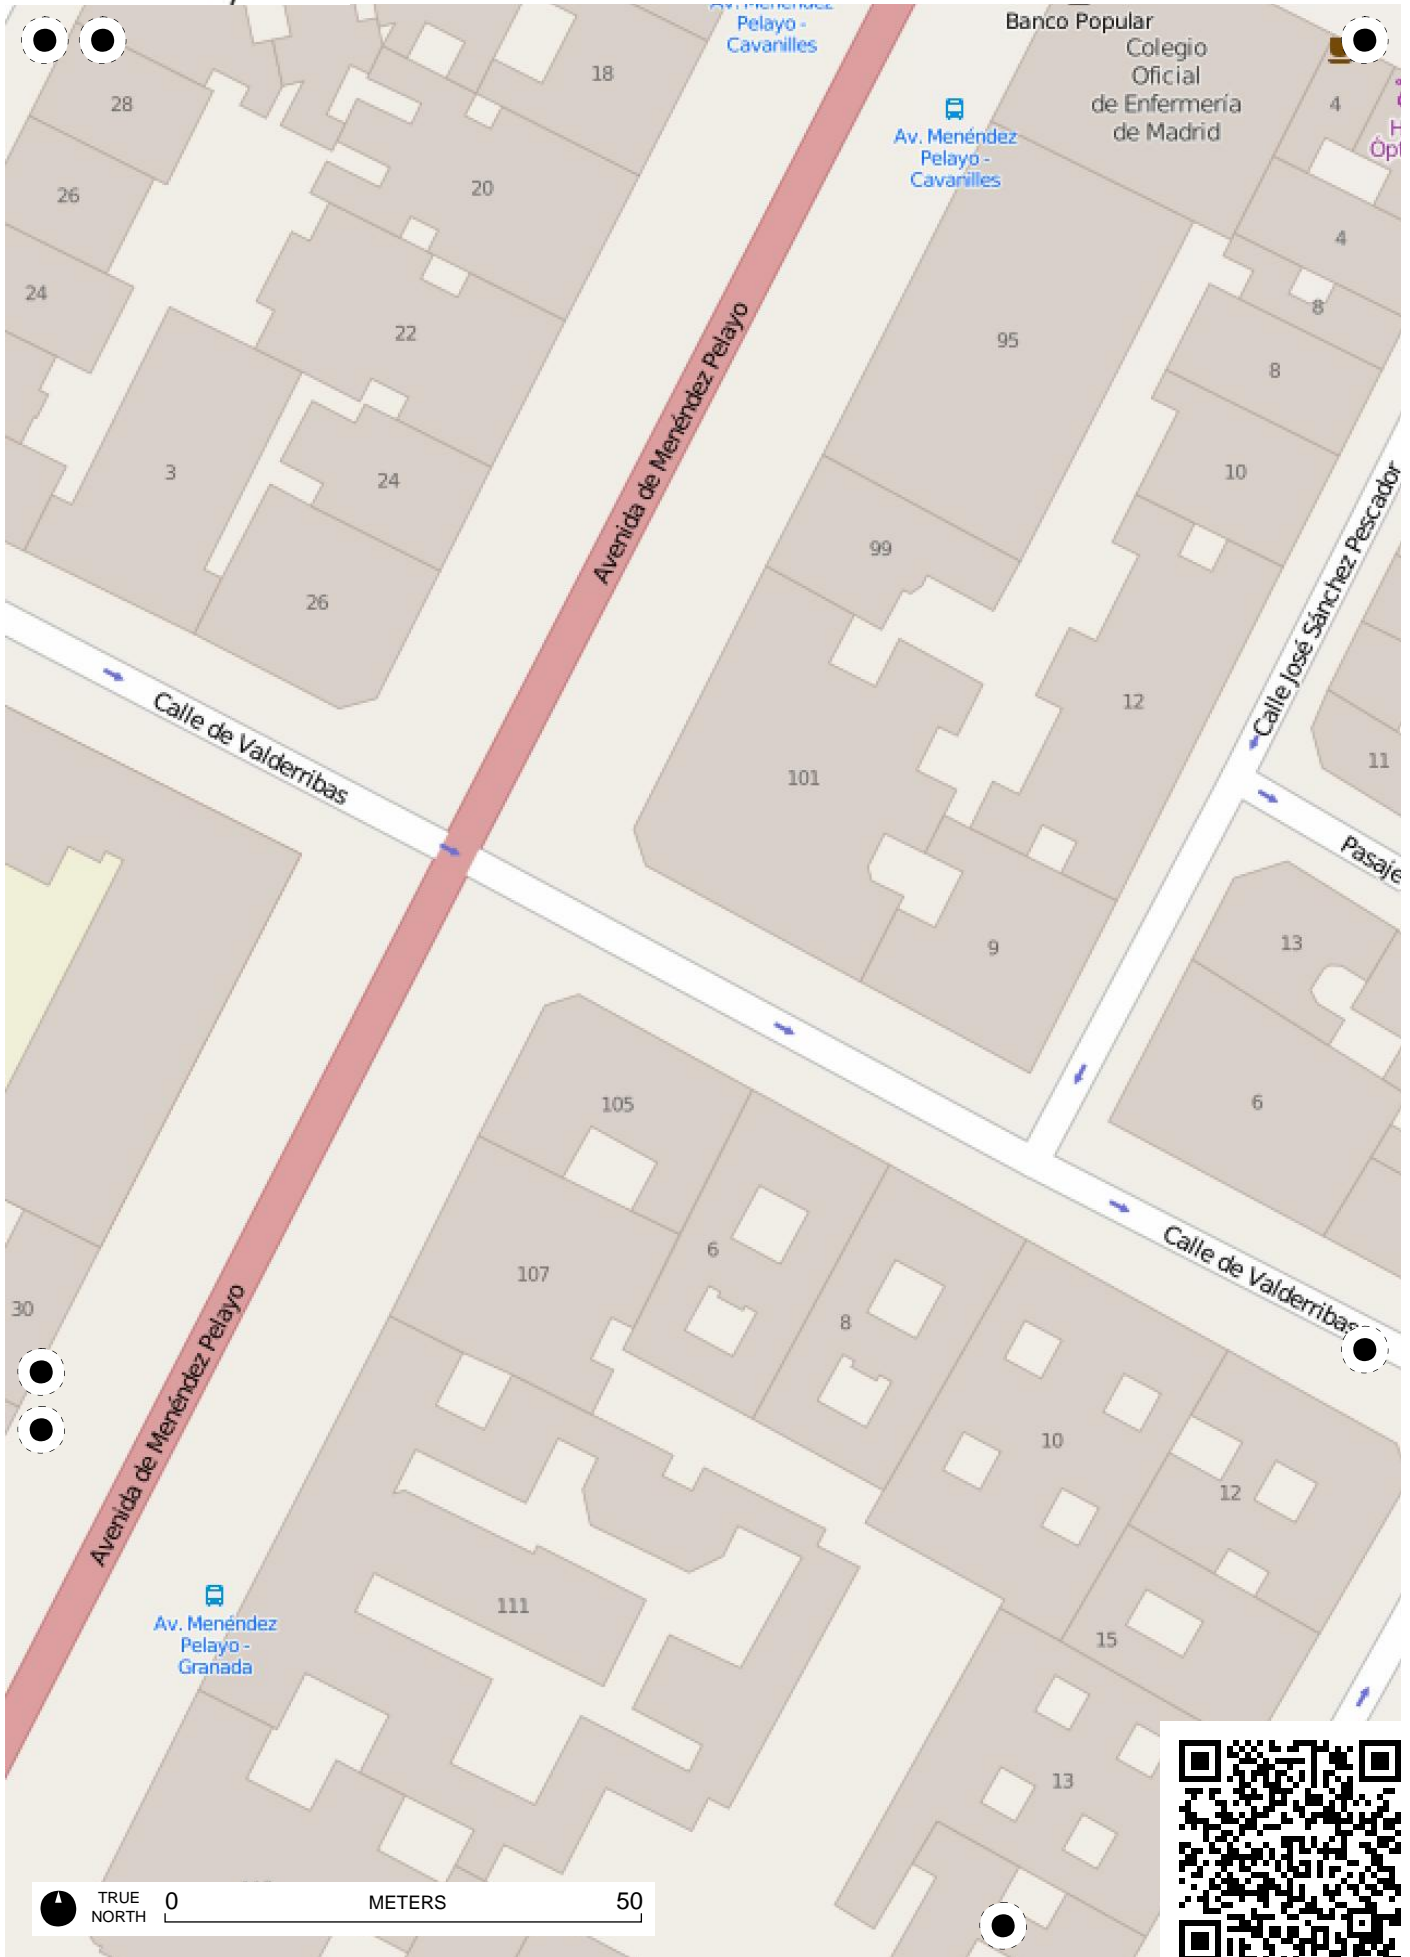 Av. Menéndez
Pelayo -
Cavanilles
Banco Popular
Colegio
Oficial
de Enfermería
de Madrid
4
18
28
Av. Menéndez
Pelayo -
Cavanilles
20
26
4
24
8
22
95
8
Avenida de Menéndez Pelayo
3
24
10
Calle José Sánchez Pescador
99
26
12
Calle de Valderribas
101
11
Pasaje
9
13
105
6
6
107
Calle de Valderribas
30
8
Avenida de Menéndez Pelayo
10
12
111
Av. Menéndez
Pelayo -
Granada
15
13
TRUE
NORTH
0
METERS
50